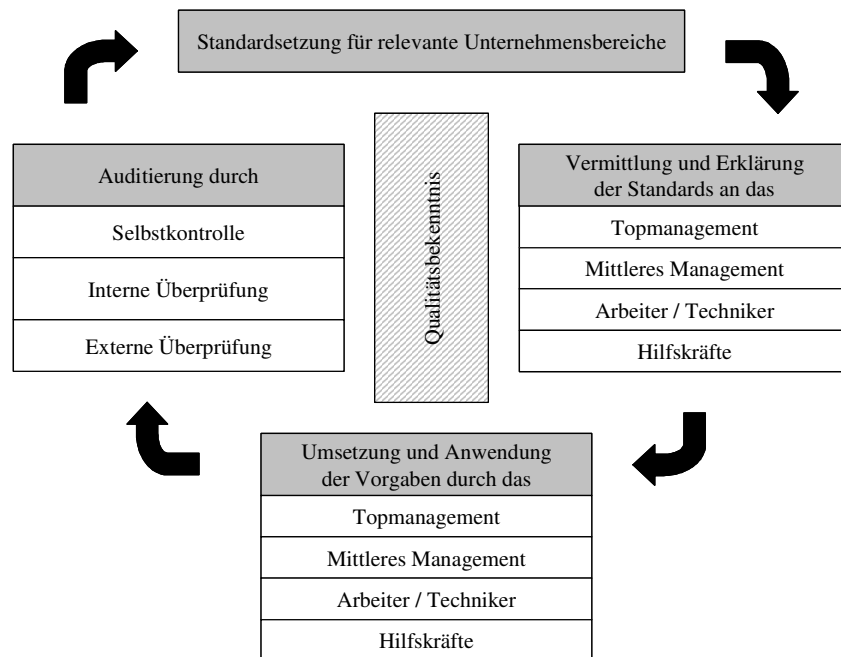 Standardsetzung für relevante Unternehmensbereiche
Auditierung durch
Selbstkontrolle
Interne Überprüfung
Externe Überprüfung
Qualitätsbekenntnis
Vermittlung und Erklärung
der Standards an das
Topmanagement
Mittleres Management
Arbeiter / Techniker
Hilfskräfte
Umsetzung und Anwendung
der Vorgaben durch das
Topmanagement
Mittleres Management
Arbeiter / Techniker
Hilfskräfte